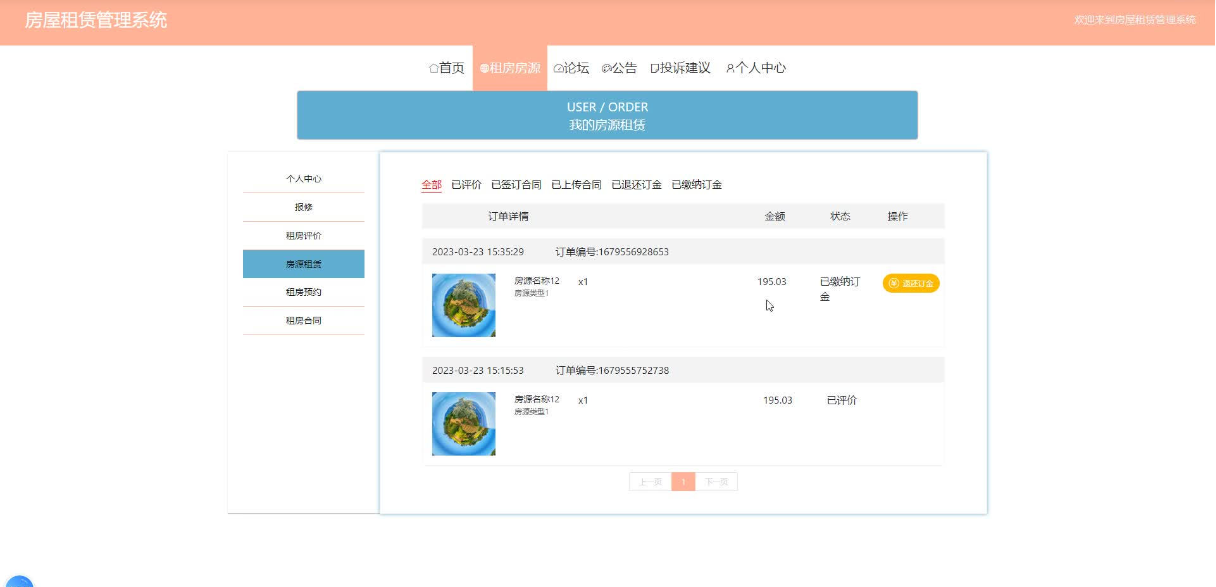 房屋租赁管理系统
欢迎来到房屋租赁管理系统
首页 租房房源 论坛 公告 投诉建议 个人中心
USER / ORDER
我的房源租赁
个人中心
报修
租房评价
房源租赁
租房预约
租房合同
全部 已评价 已签订合同 已上传合同 已退还订金 已缴纳订金
订单详情 金额 状态 操作
2023-03-23 15:35:29 订单编号:1679556928653
房源名称12 x1 195.03 已缴纳订金 退还订金
房源类型1
2023-03-23 15:15:53 订单编号:1679555752738
房源名称12 x1 195.03 已评价
房源类型1
上一页 1 下一页